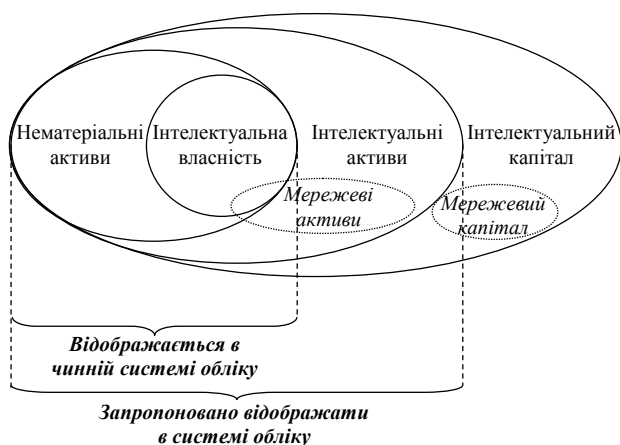 Нематеріальні
активи
Інтелектуальна
власність
Інтелектуальні
активи
Інтелектуальний
капітал
Мережеві
активи
Мережевий
капітал
Відображається в
чинній системі обліку
Запропоновано відображати
в системі обліку